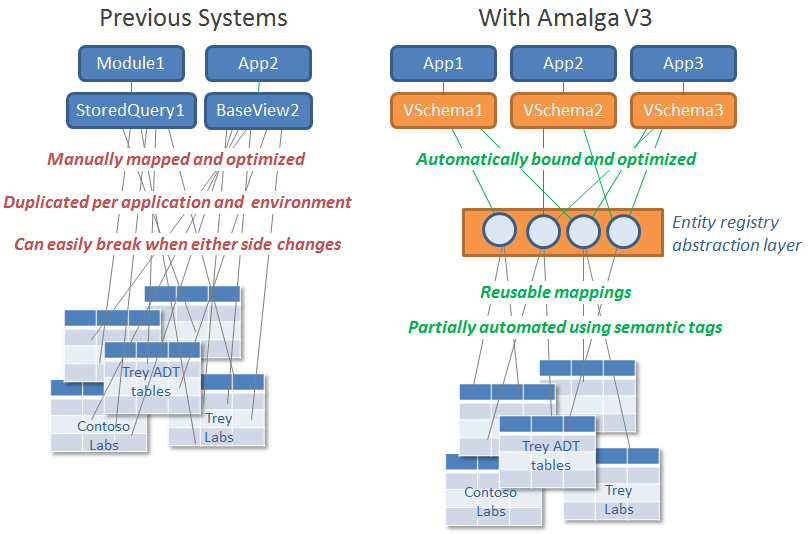 Previous Systems
Module1
App2
StoredQuery1
BaseView2
Manually mapped and optimized
Duplicated per application and environment
Can easily break when either side changes
Trey ADT
tables
Contoso
Labs
Trey
Labs
With Amalga V3
App1
App2
App3
VSchema1
VSchema2
VSchema3
Automatically bound and optimized
Entity registry
abstraction layer
Reusable mappings
Partially automated using semantic tags
Trey ADT
tables
Contoso
Labs
Trey
Labs